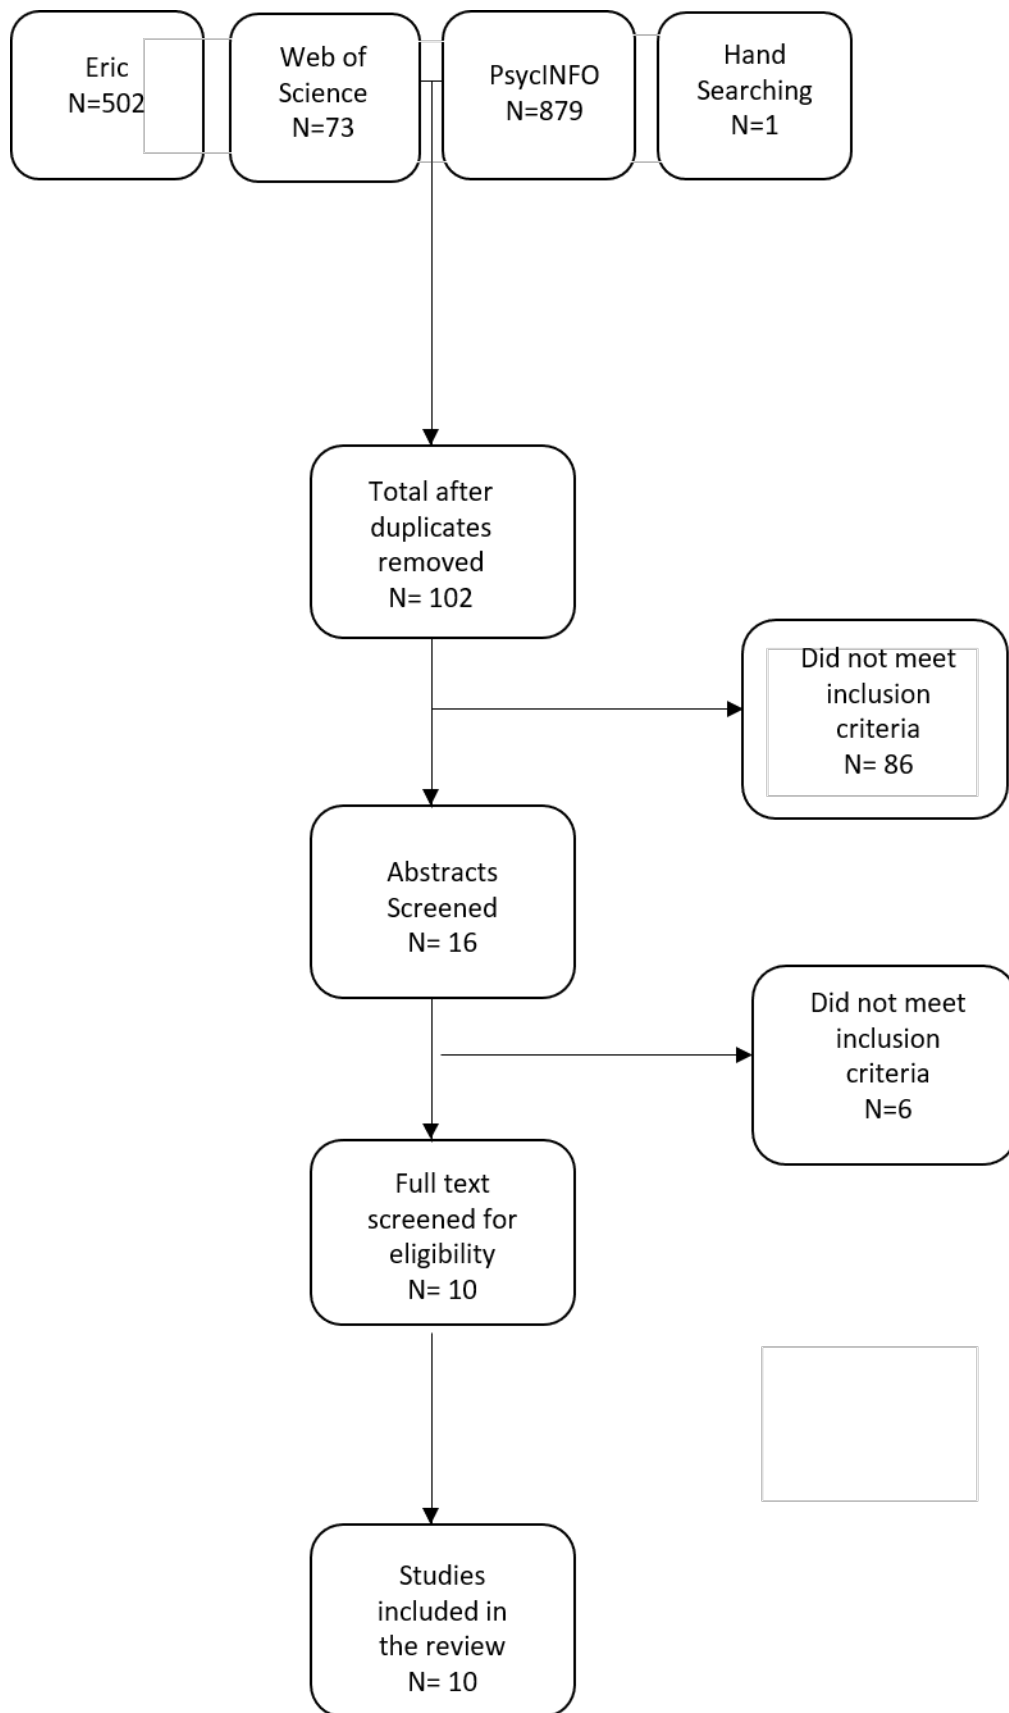 Eric
N=502
Web of
Science
N=73
PsycINFO
N=879
Hand
Searching
N=1
Total after
duplicates
removed
N= 102
Did not meet
inclusion
criteria
N= 86
Abstracts
Screened
N= 16
Did not meet
inclusion
criteria
N=6
Full text
screened for
eligibility
N= 10
Studies
included in
the review
N= 10